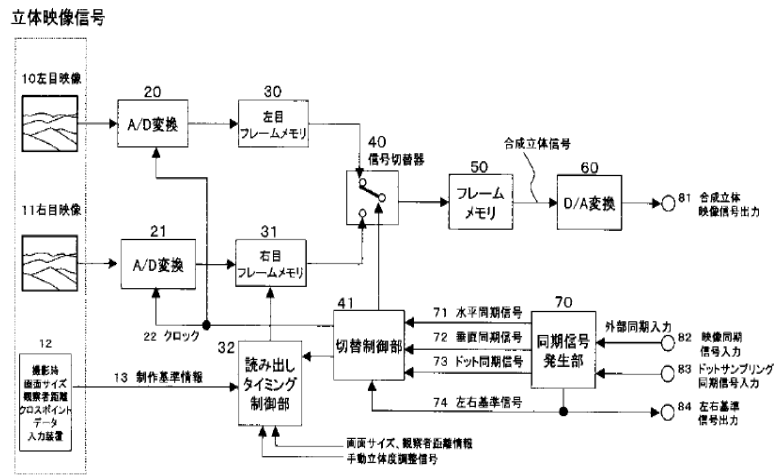 立体映像信号
10左目映像
20
A/D変換
30
左目
フレームメモリ
40
信号切替器
50
フレーム
メモリ
合成立体信号
60
D/A変換
81 合成立体
映像信号出力
11右目映像
21
A/D変換
31
右目
フレームメモリ
22 クロック
41
切替制御部
71 水平同期信号
72 垂直同期信号
73 ドット同期信号
74 左右基準信号
70
同期信号
発生部
外部同期入力
82 映像同期
信号入力
83 ドットサンプリング
同期信号入力
84 左右基準
信号出力
12
撮影時
画面サイズ
観察者距離
クロスポイント
データ
入力装置
13 制作基準情報
32
読み出し
タイミング
制御部
画面サイズ、観察者距離情報
手動立体度調整信号